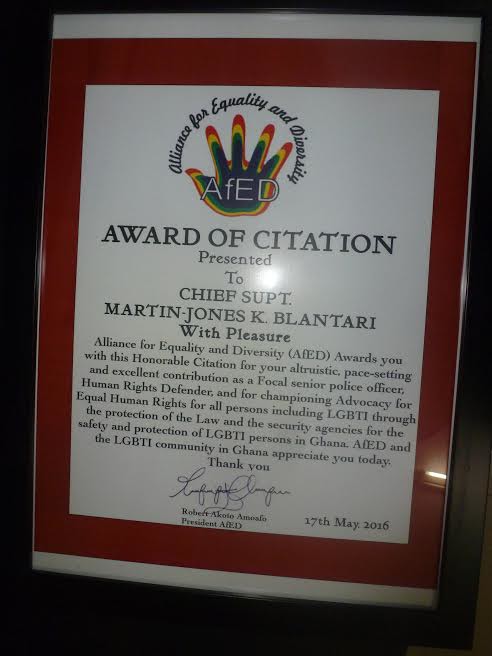 Alliance for Equality and Diversity
AfED
AWARD OF CITATION
Presented
To
CHIEF SUPT.
MARTIN-JONES K. BLANTARI
With Pleasure
Alliance for Equality and Diversity (AfED) Awards you
with this Honorable Citation for your altruistic, pace-setting
and excellent contribution as a Focal senior police officer,
Human Rights Defender, and for championing Advocacy for
Equal Human Rights for all persons including LGBTI through
the protection of the Law and the security agencies for the
safety and protection of LGBTI persons in Ghana. AfED and
the LGBTI community in Ghana appreciate you today.
Thank you
Robert Akoto Amoafo
President AfED
17th May. 2016